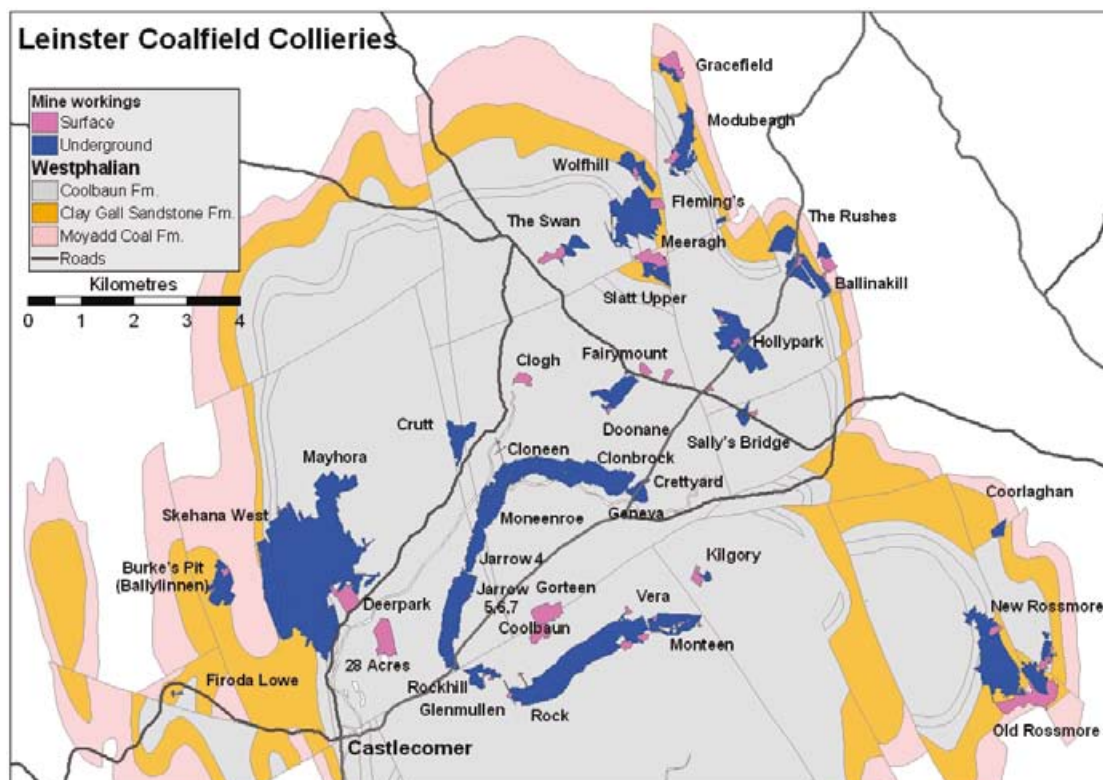 Leinster Coalfield Collieries
Mine workings
Surface
Underground
Westphalian
Coolbaun Fm.
Clay Gall Sandstone Fm.
Moyadd Coal Fm.
Roads
Kilometres
0 1 2 3 4
Gracefield
Modubeagh
Wolfhill
Fleming's
The Rushes
The Swan
Meeragh
Ballinakill
Slatt Upper
Hollypark
Fairymount
Clogh
Doonane
Sally's Bridge
Crutt
Cloneen
Clonbrock
Mayhora
Crettyard
Coorlaghan
Skehana West
Moneenroe
Geneva
Burke's Pit
(Ballylinnen)
Jarrow 4
Kilgory
Jarrow
5,6,7
Gorteen
Vera
New Rossmore
Deerpark
Coolbaun
Monteen
28 Acres
Firoda Lowe
Rockhill
Glenmullen
Rock
Old Rossmore
Castlecomer